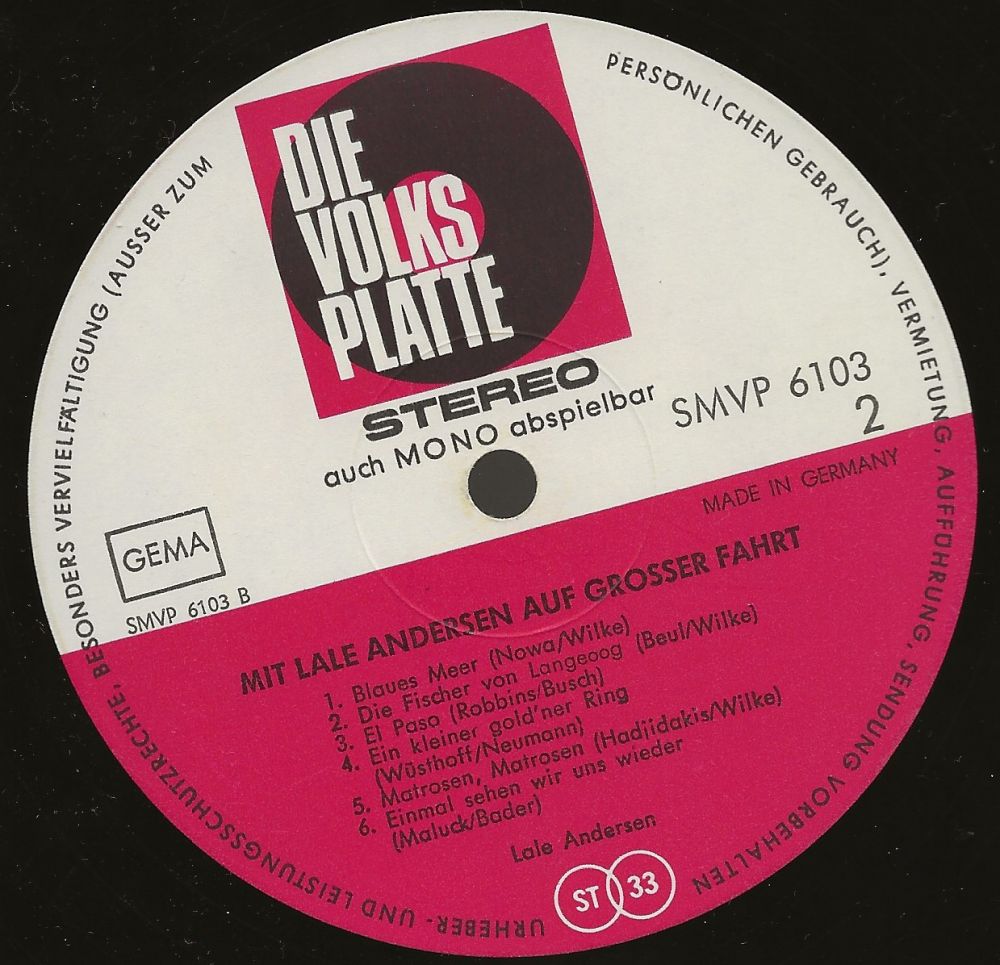 DIE
VOLKS
PLATTE
STEREO
auch MONO abspielbar
SMVP 6103
2
MADE IN GERMANY
GEMA
SMVP 6103 B
MIT LALE ANDERSEN AUF GROSSER FAHRT
1. Blaues Meer (Nowa/Wilke)
2. Die Fischer von Langeoog (Beul/Wilke)
3. El Paso (Robbins/Busch)
4. Ein kleiner gold'ner Ring
(Wüsthoff/Neumann)
5. Matrosen, Matrosen (Hadjidakis/Wilke)
6. Einmal sehen wir uns wieder
(Maluck/Bader)
Lale Andersen
ST 33
URHEBER- UND LEISTUNGSSCHUTZRECHTE, BESONDERS VERVIELFÄLTIGUNG (AUSSER ZUM PERSÖNLICHEN GEBRAUCH), VERMIETUNG, AUFFÜHRUNG, SENDUNG VORBEHALTEN